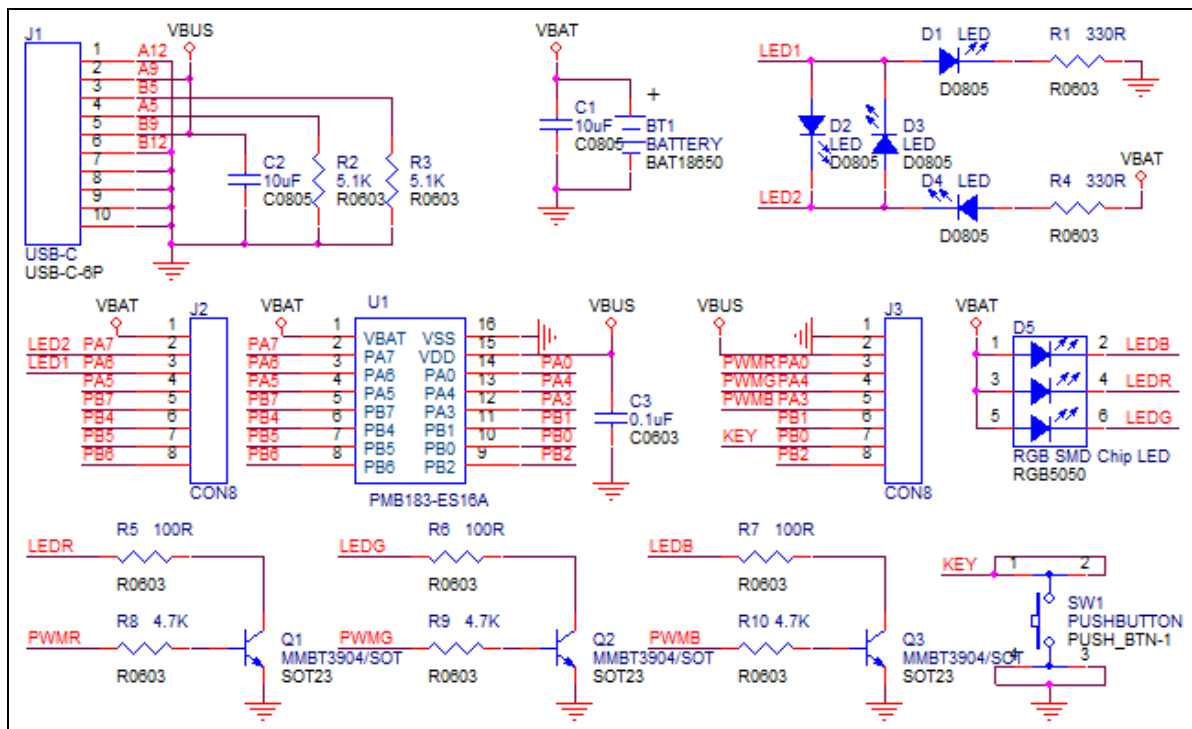 J1
1 A12
2 A9
3 B5
4 A5
5 B9
6 B12
7
8
9
10
USB-C
USB-C-6P
VBUS
C2
10uF
C0805
R2
5.1K
R0603
R3
5.1K
R0603
VBAT
C1
10uF
C0805
+
BT1
BATTERY
BAT18650
LED1
D1 LED
D0805
R1 330R
R0603
D2
LED
D0805
D3
LED
D0805
LED2
D4 LED
D0805
R4 330R
R0603
VBAT
VBAT
J2
1
LED2 PA7 2
LED1 PA6 3
PA5 4
PB7 5
PB4 6
PB5 7
PB6 8
CON8
VBAT
U1
1 VBAT VSS 16
PA7 2 PA7 VDD 15
PA6 3 PA6 PA0 14 PA0
PA5 4 PA5 PA4 13 PA4
PB7 5 PB7 PA3 12 PA3
PB4 6 PB4 PB1 11 PB1
PB5 7 PB5 PB0 10 PB0
PB6 8 PB6 PB2 9 PB2
PMB183-ES16A
VBUS
C3
0.1uF
C0603
VBUS
J3
1
2
PWMR PA0 3
PWMG PA4 4
PWMB PA3 5
PB1 6
KEY PB0 7
PB2 8
CON8
VBAT
D5
1 2 LEDB
3 4 LEDR
5 6 LEDG
RGB SMD Chip LED
RGB5050
LEDR
R5 100R
R0603
PWMR
R8 4.7K
R0603
Q1
MMBT3904/SOT
SOT23
LEDG
R6 100R
R0603
PWMG
R9 4.7K
R0603
Q2
MMBT3904/SOT
SOT23
LEDB
R7 100R
R0603
PWMB
R10 4.7K
R0603
Q3
MMBT3904/SOT
SOT23
KEY
1 2
SW1
PUSHBUTTON
PUSH_BTN-1
4 3